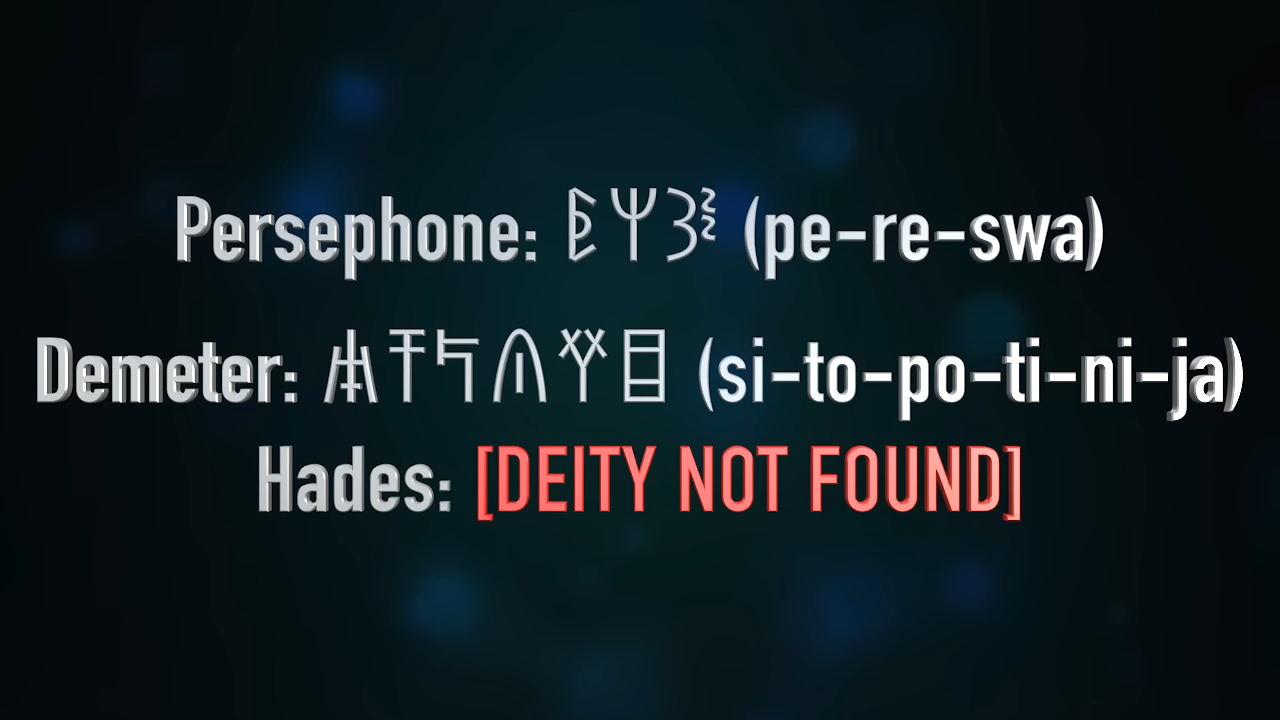 Persephone: 𐀟𐀩𐁚 (pe-re-swa)
Demeter: 𐀯𐀵𐀡𐀴𐀛𐀊 (si-to-po-ti-ni-ja)
Hades: [DEITY NOT FOUND]